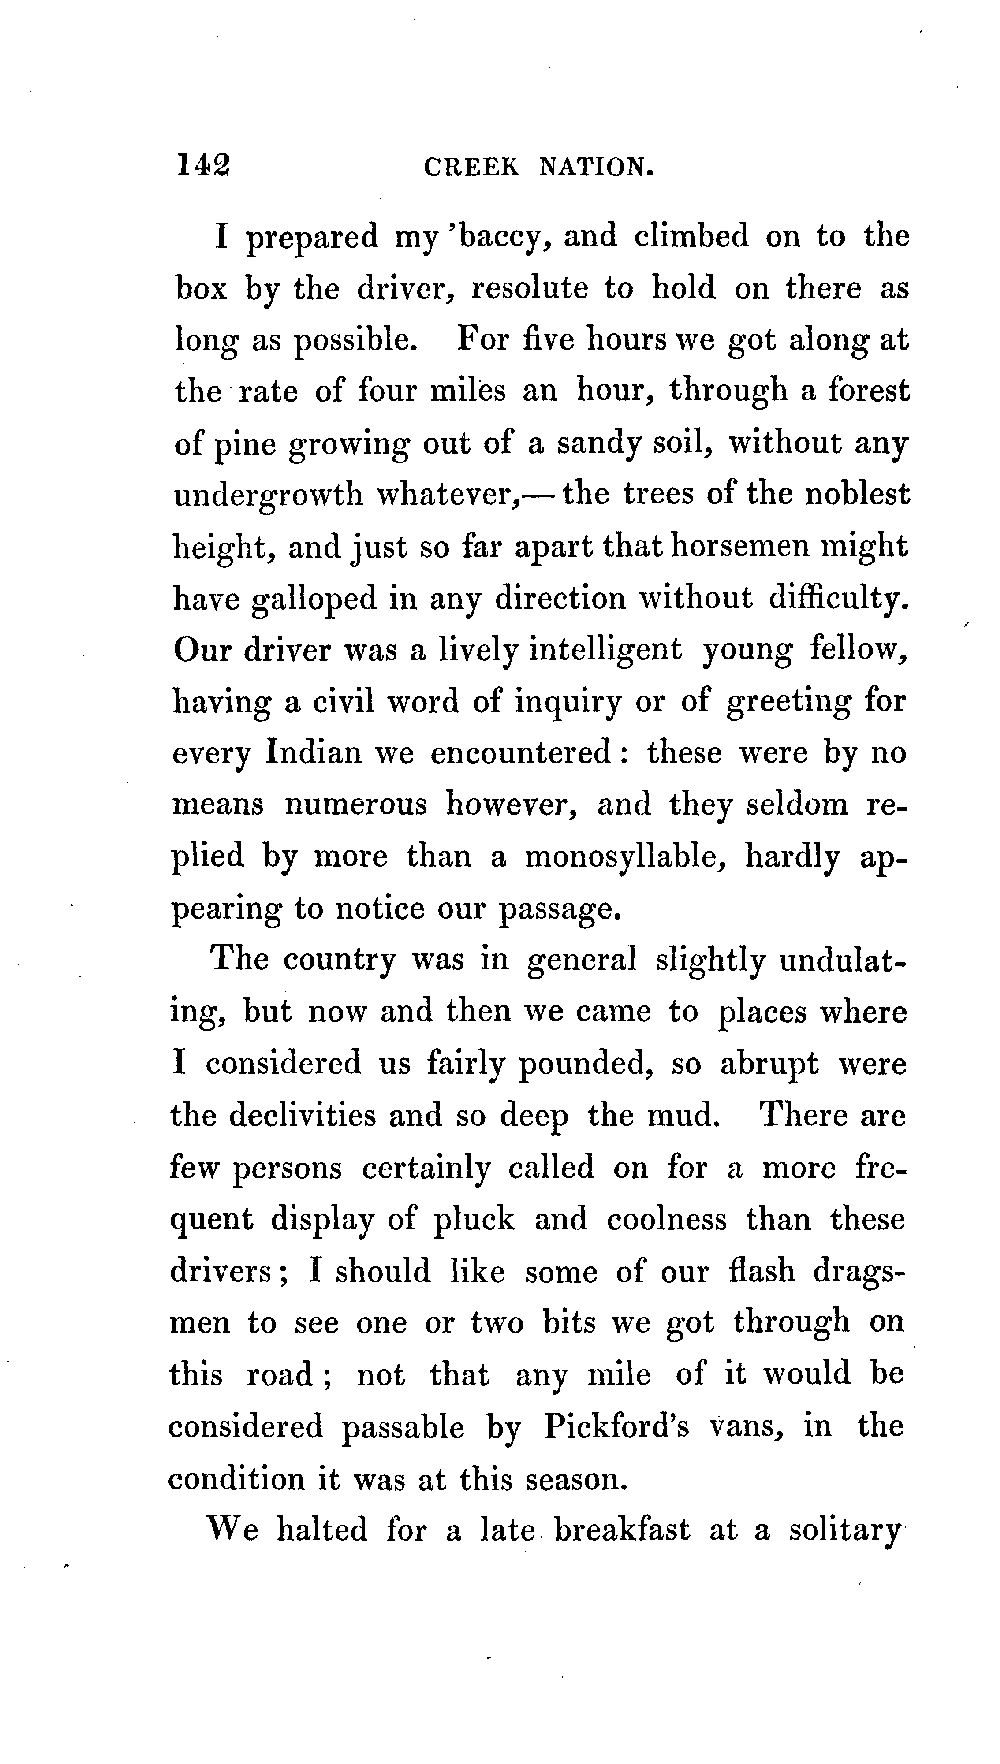 142 CREEK NATION.
I prepared my 'baccy, and climbed on to the
box by the driver, resolute to hold on there as
long as possible. For five hours we got along at
the rate of four miles an hour, through a forest
of pine growing out of a sandy soil, without any
undergrowth whatever,— the trees of the noblest
height, and just so far apart that horsemen might
have galloped in any direction without difficulty.
Our driver was a lively intelligent young fellow,
having a civil word of inquiry or of greeting for
every Indian we encountered : these were by no
means numerous however, and they seldom re-
plied by more than a monosyllable, hardly ap-
pearing to notice our passage.
The country was in general slightly undulat-
ing, but now and then we came to places where
I considered us fairly pounded, so abrupt were
the declivities and so deep the mud. There are
few persons certainly called on for a more fre-
quent display of pluck and coolness than these
drivers ; I should like some of our flash drags-
men to see one or two bits we got through on
this road ; not that any mile of it would be
considered passable by Pickford's vans, in the
condition it was at this season.
We halted for a late breakfast at a solitary